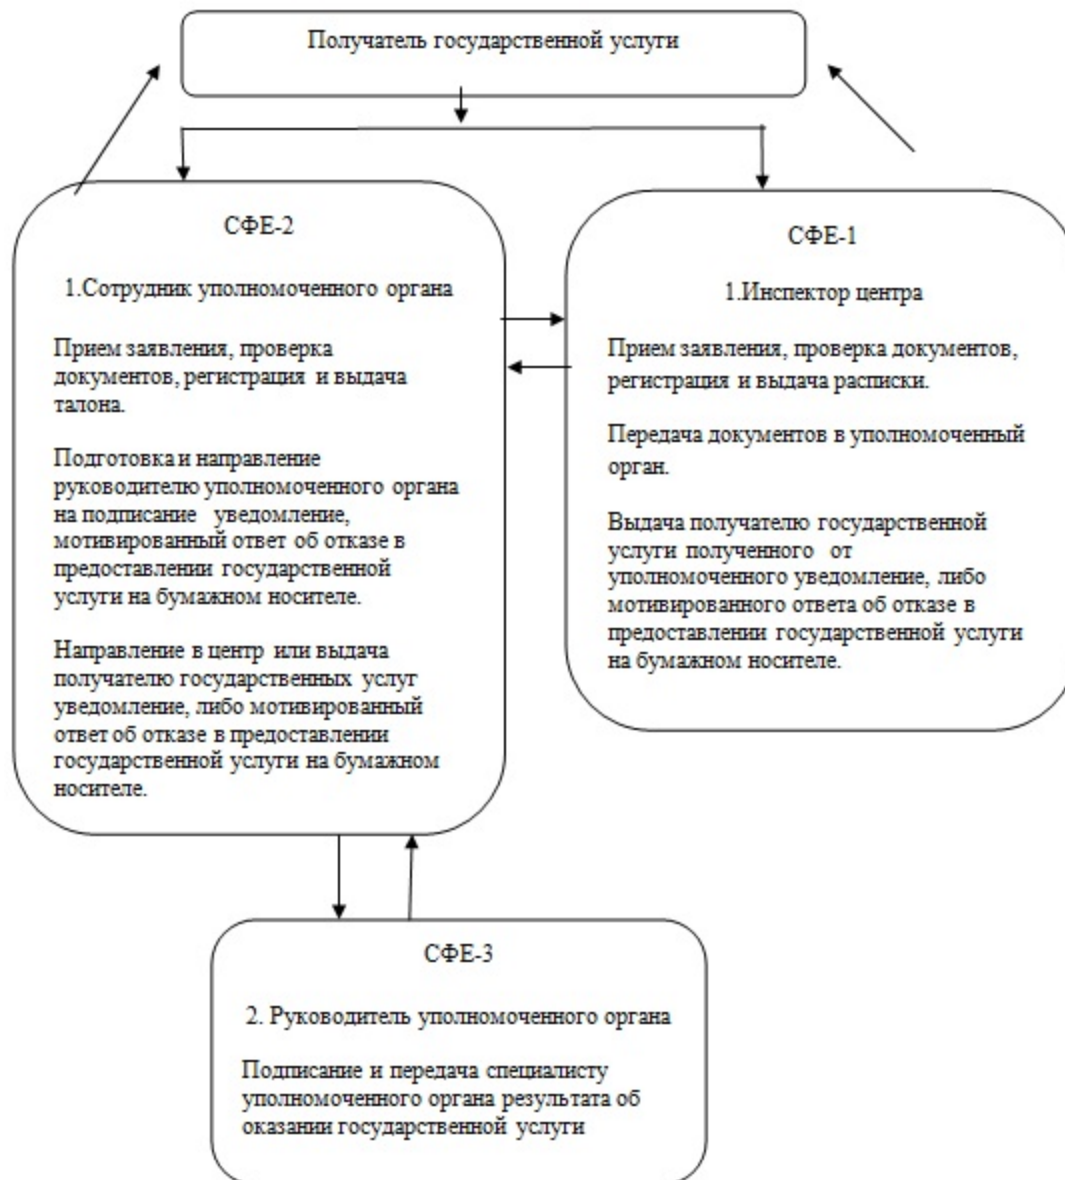 Получатель государственной услуги
СФЕ-2
1.Сотрудник уполномоченного органа
Прием заявления, проверка
документов, регистрация и выдача
талона.
Подготовка и направление
руководителю уполномоченного органа
на подписание уведомление,
мотивированный ответ об отказе в
предоставлении государственной
услуги на бумажном носителе.
Направление в центр или выдача
получателю государственных услуг
уведомление, либо мотивированный
ответ об отказе в предоставлении
государственной услуги на бумажном
носителе.
СФЕ-1
1.Инспектор центра
Прием заявления, проверка документов,
регистрация и выдача расписки.
Передача документов в уполномоченный
орган.
Выдача получателю государственной
услуги полученного от
уполномоченного уведомление, либо
мотивированного ответа об отказе в
предоставлении государственной услуги
на бумажном носителе.
СФЕ-3
2. Руководитель уполномоченного органа
Подписание и передача специалисту
уполномоченного органа результата об
оказании государственной услуги